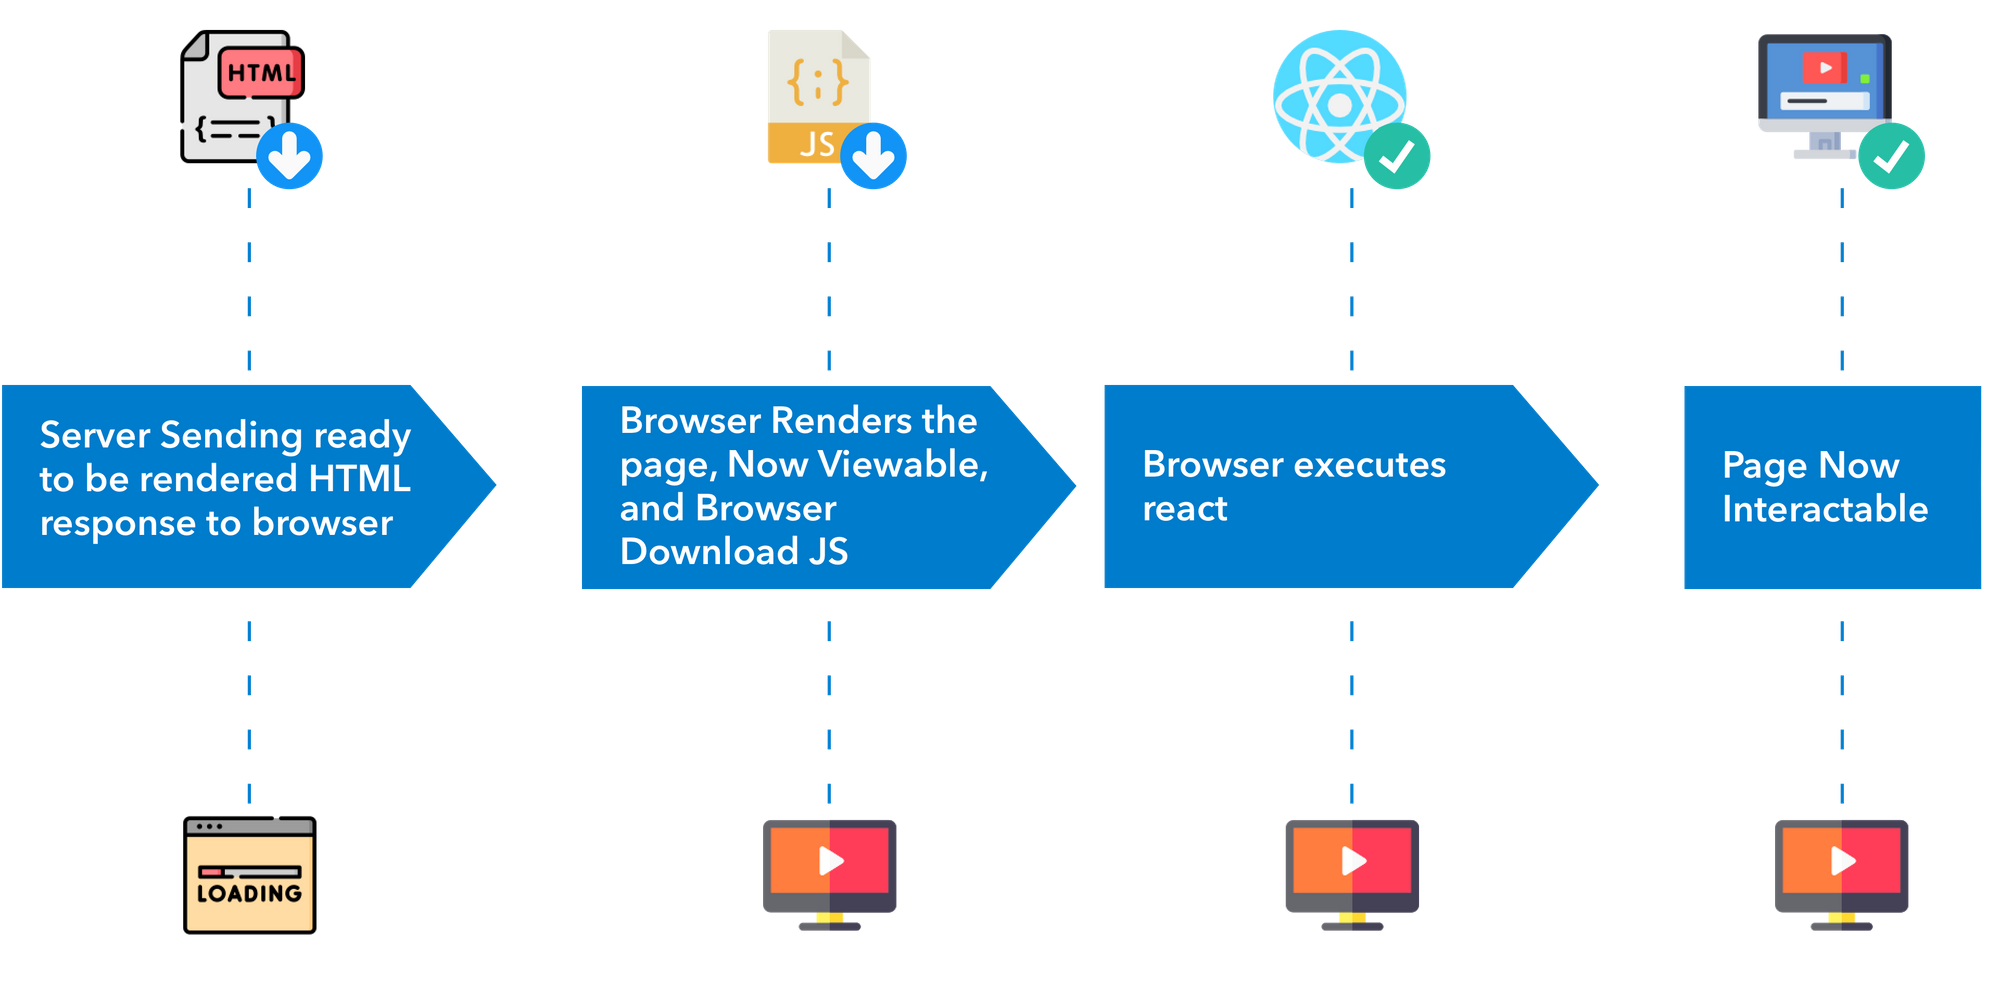 HTML
JS
Server Sending ready
to be rendered HTML
response to browser
Browser Renders the
page, Now Viewable,
and Browser
Download JS
Browser executes
react
Page Now
Interactable
LOADING